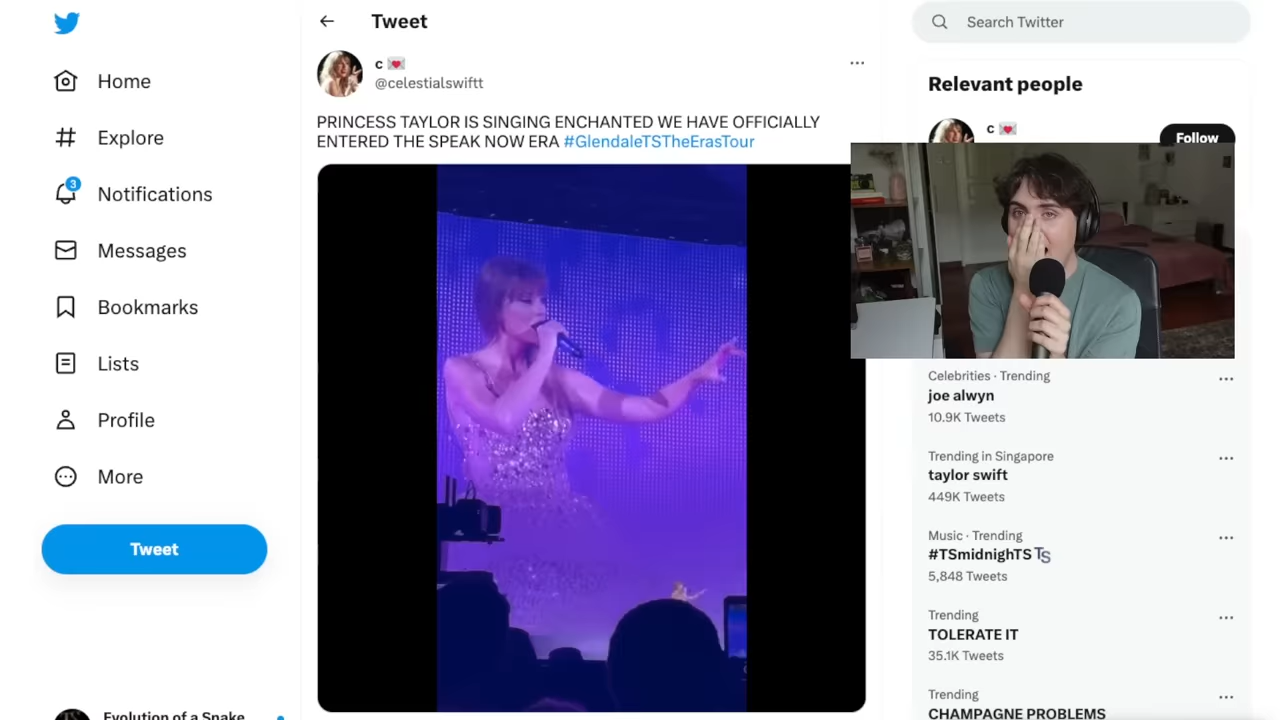 Home
Explore
3
Notifications
Messages
Bookmarks
Lists
Profile
More
Tweet
Evolution of a Snake
Tweet
c 💌
@celestialswiftt
PRINCESS TAYLOR IS SINGING ENCHANTED WE HAVE OFFICIALLY
ENTERED THE SPEAK NOW ERA #GlendaleTSTheErasTour
Search Twitter
Relevant people
c 💌
Follow
Celebrities · Trending
joe alwyn
10.9K Tweets
Trending in Singapore
taylor swift
449K Tweets
Music · Trending
#TSmidnighTS TS
5,848 Tweets
Trending
TOLERATE IT
35.1K Tweets
Trending
CHAMPAGNE PROBLEMS